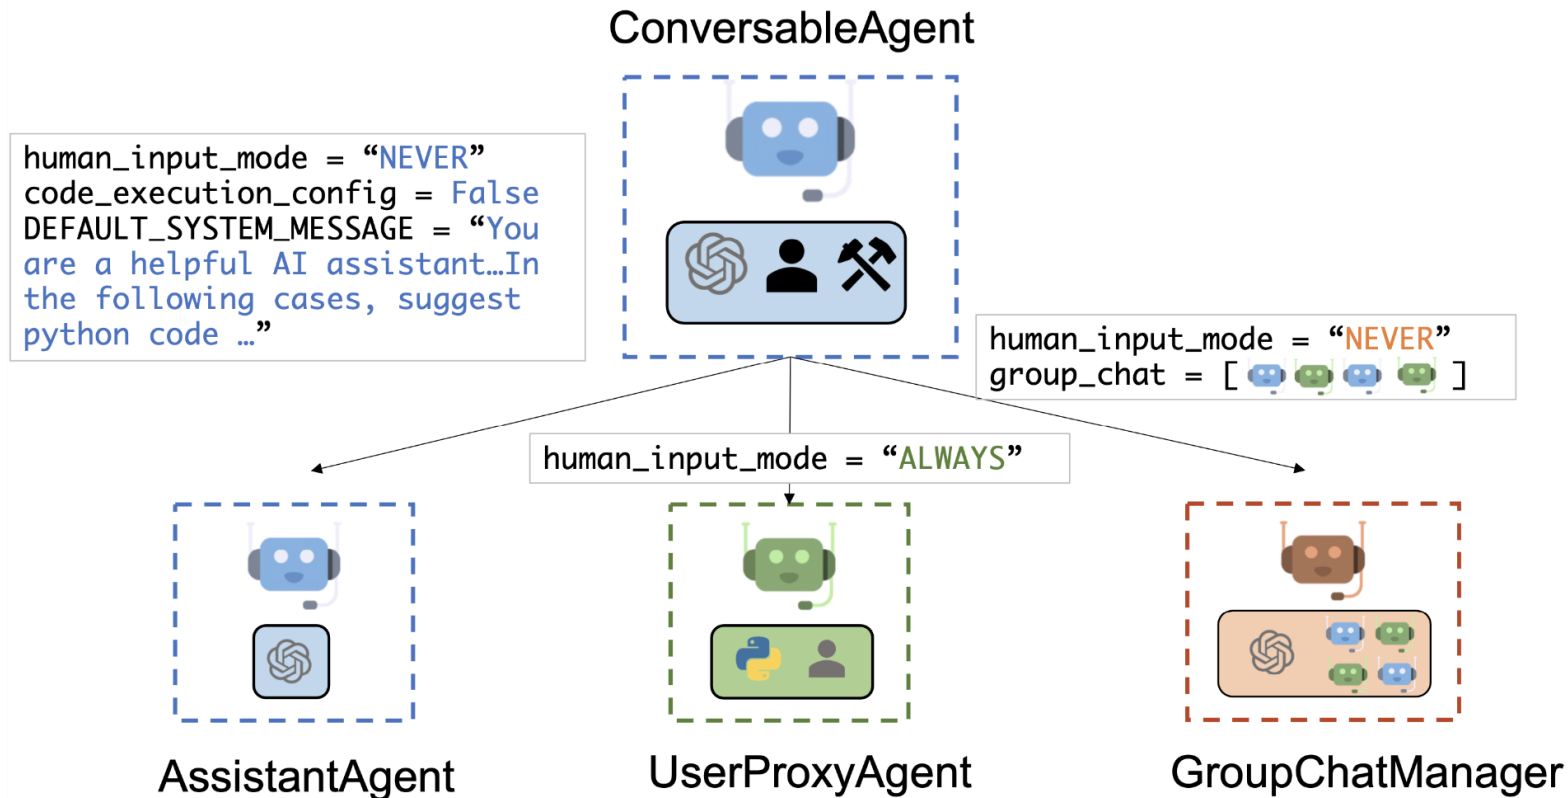 ConversableAgent
human_input_mode = “NEVER”
code_execution_config = False
DEFAULT_SYSTEM_MESSAGE = “You
are a helpful AI assistant…In
the following cases, suggest
python code …”
human_input_mode = “NEVER”
group_chat = [ ]
human_input_mode = “ALWAYS”
AssistantAgent
UserProxyAgent
GroupChatManager